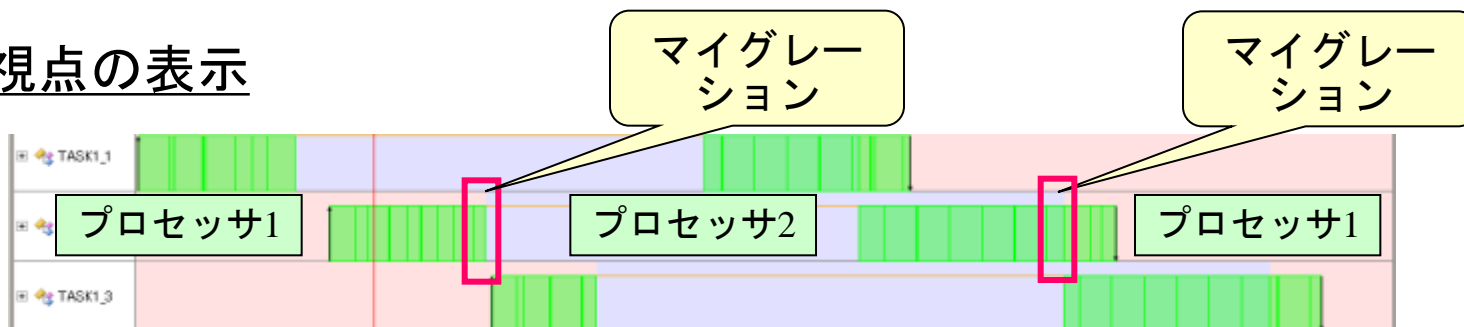 視点の表示
マイグレー
ション
マイグレー
ション
TASK1_1
プロセッサ1
プロセッサ2
プロセッサ1
TASK1_3